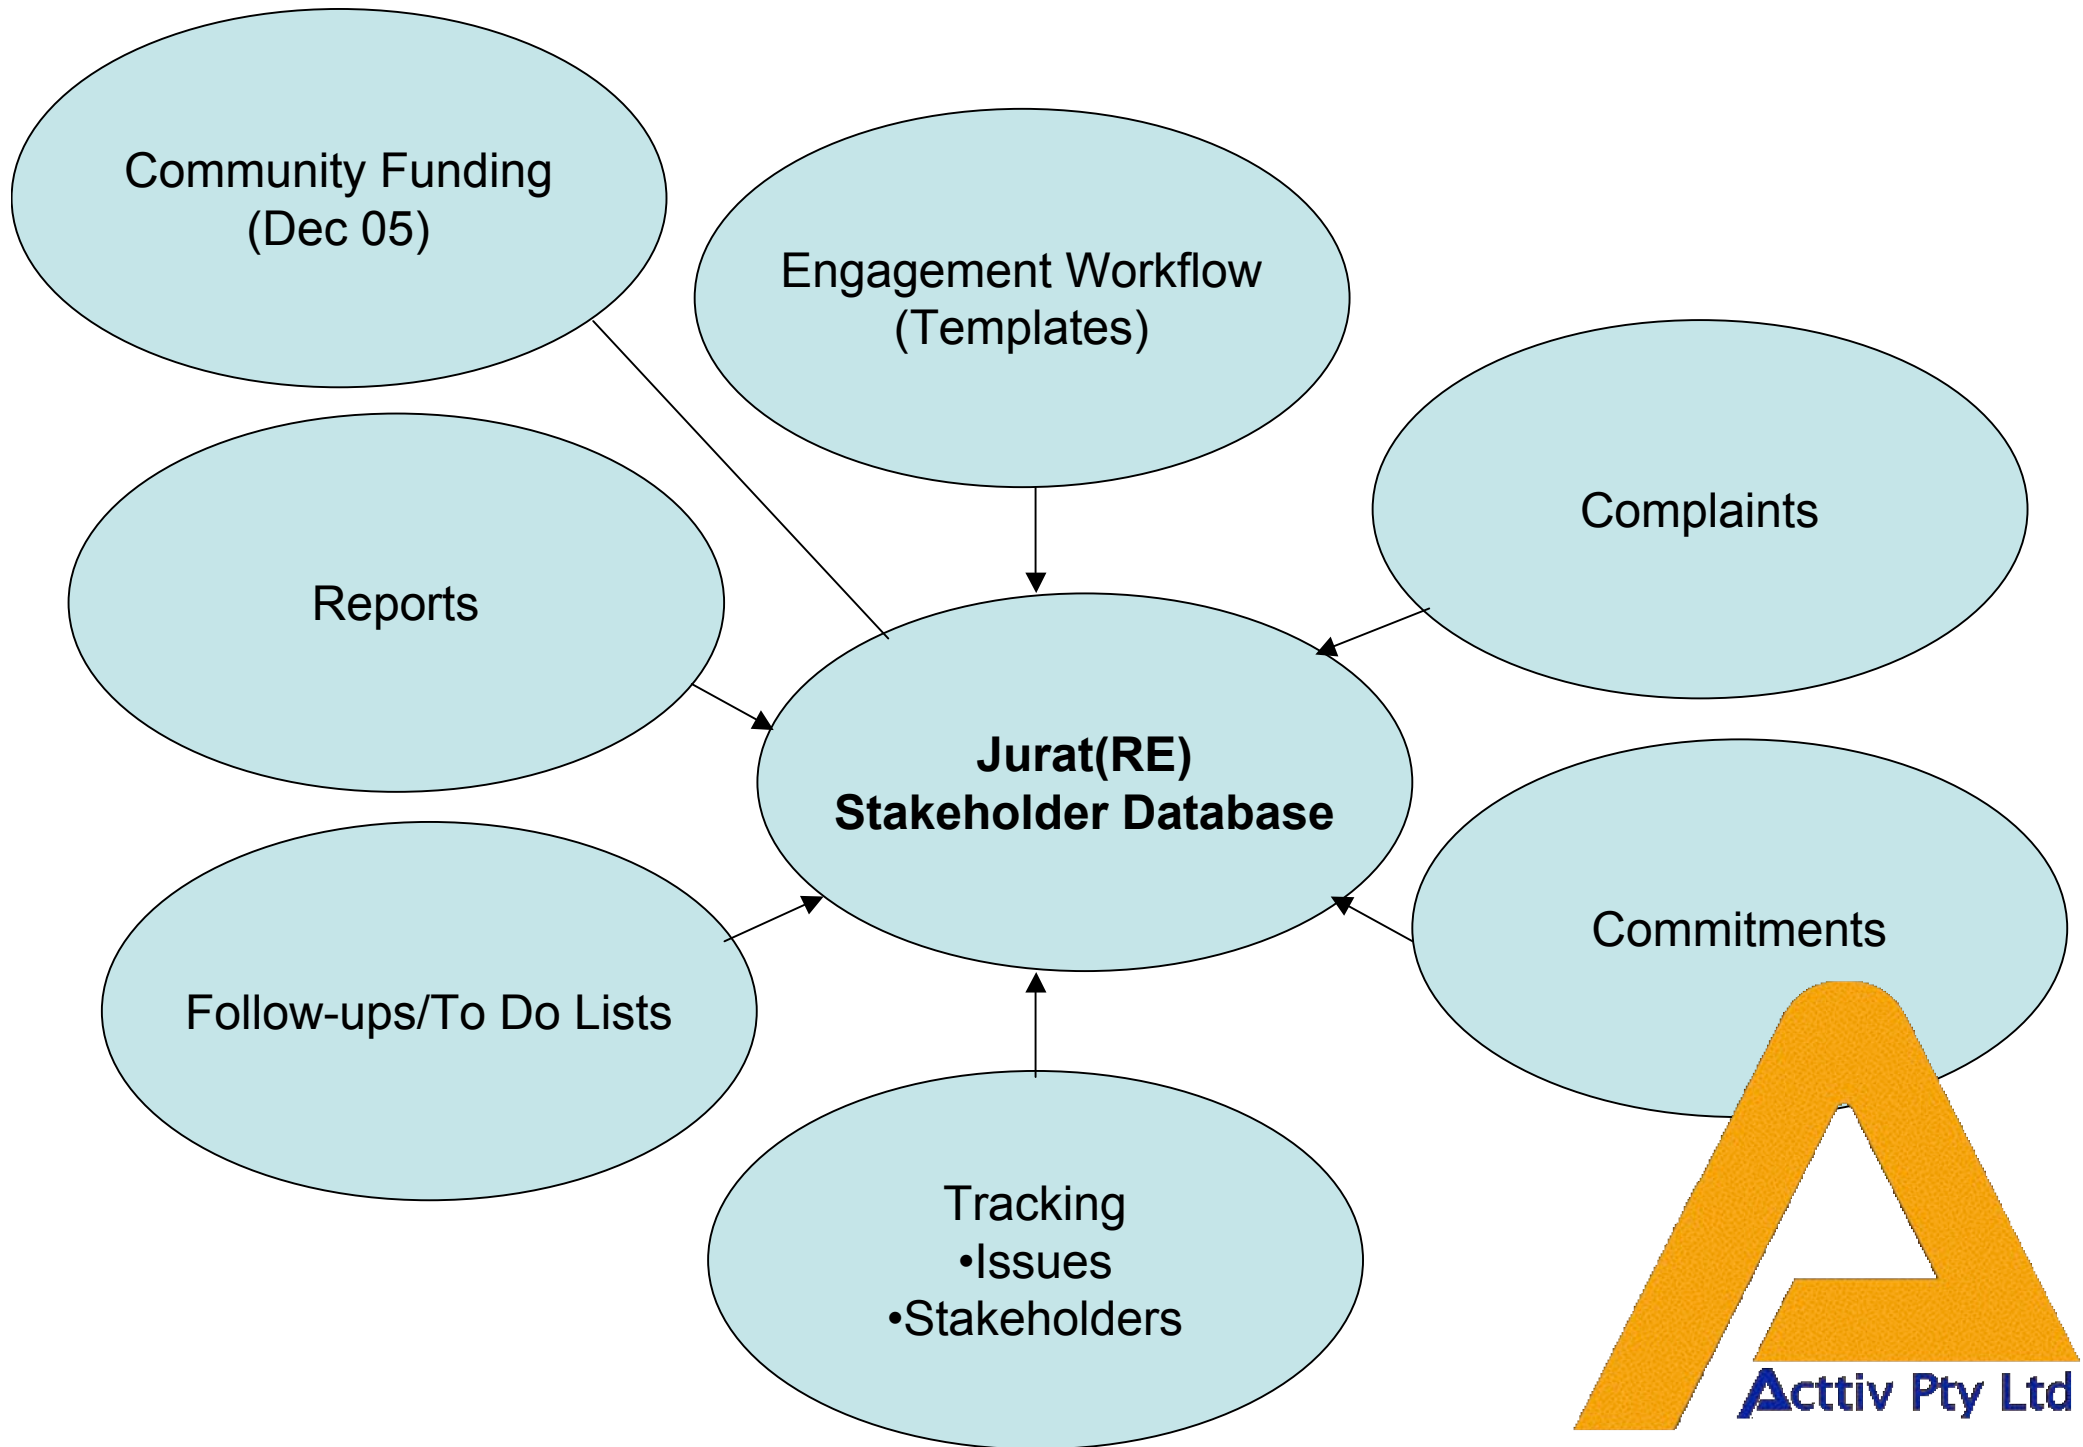 Community Funding
(Dec 05)
Engagement Workflow
(Templates)
Complaints
Reports
Jurat(RE)
Stakeholder Database
Commitments
Follow-ups/To Do Lists
Tracking
•Issues
•Stakeholders
Acttiv Pty Ltd